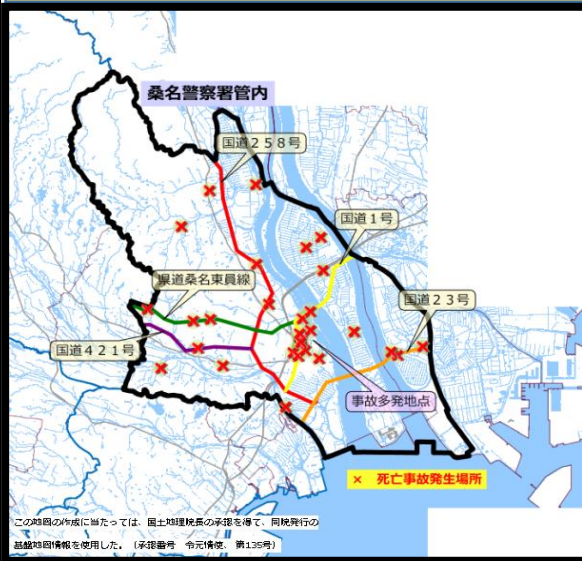 桑名警察署管内
国道258号
国道1号
県道桑名東員線
国道23号
国道421号
事故多発地点
× 死亡事故発生場所
この地図の作成に当たっては、国土地理院長の承認を得て、同院発行の
基盤地図情報を使用した。（承認番号 令元情使、 第135号）